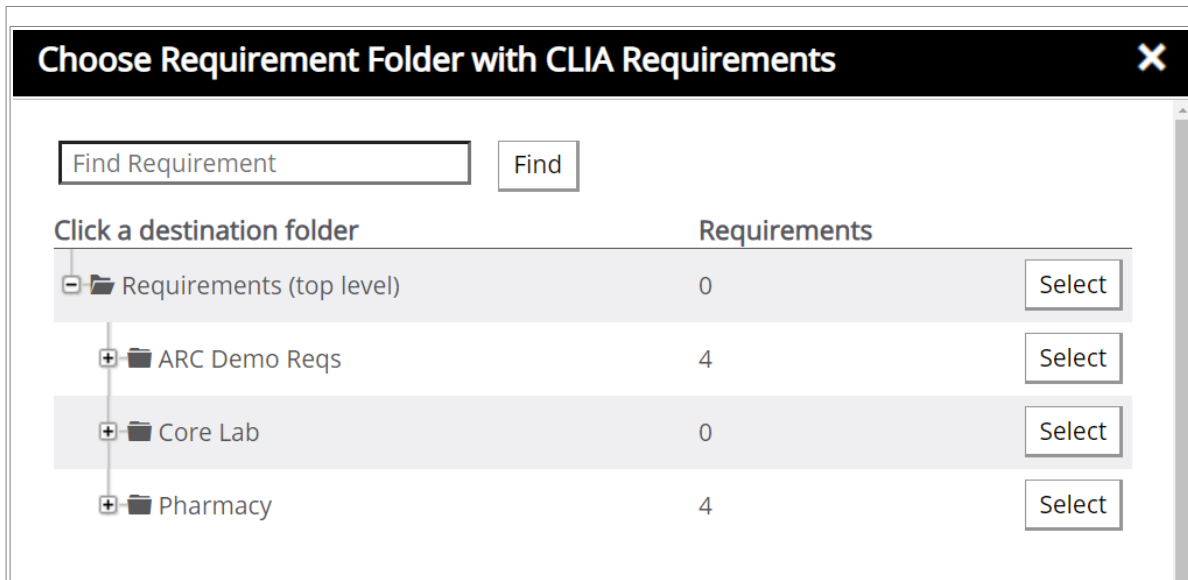 Choose Requirement Folder with CLIA Requirements
Find Requirement Find
Click a destination folder Requirements
Requirements (top level) 0 Select
ARC Demo Reqs 4 Select
Core Lab 0 Select
Pharmacy 4 Select